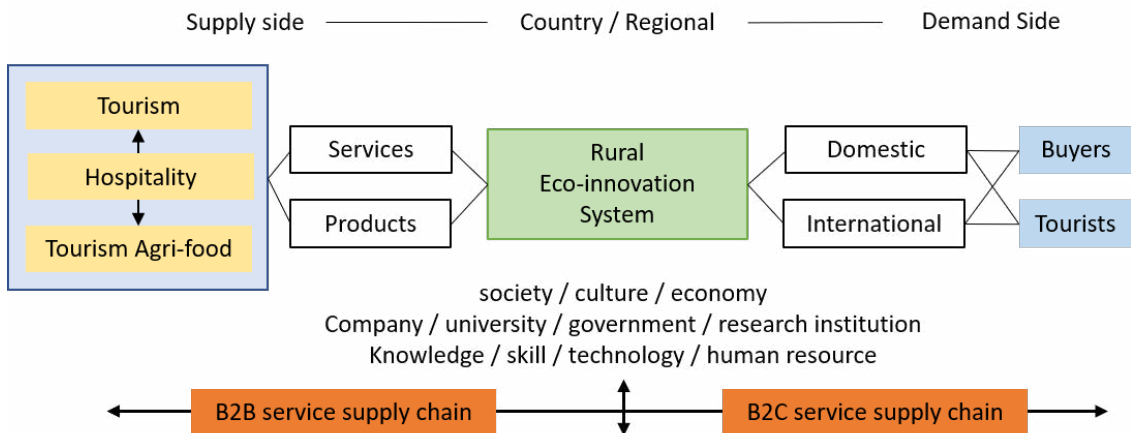 Supply side
Country / Regional
Demand Side
Tourism
Hospitality
Tourism Agri-food
Services
Products
Rural
Eco-innovation
System
Domestic
International
Buyers
Tourists
society / culture / economy
Company / university / government / research institution
Knowledge / skill / technology / human resource
B2B service supply chain
B2C service supply chain